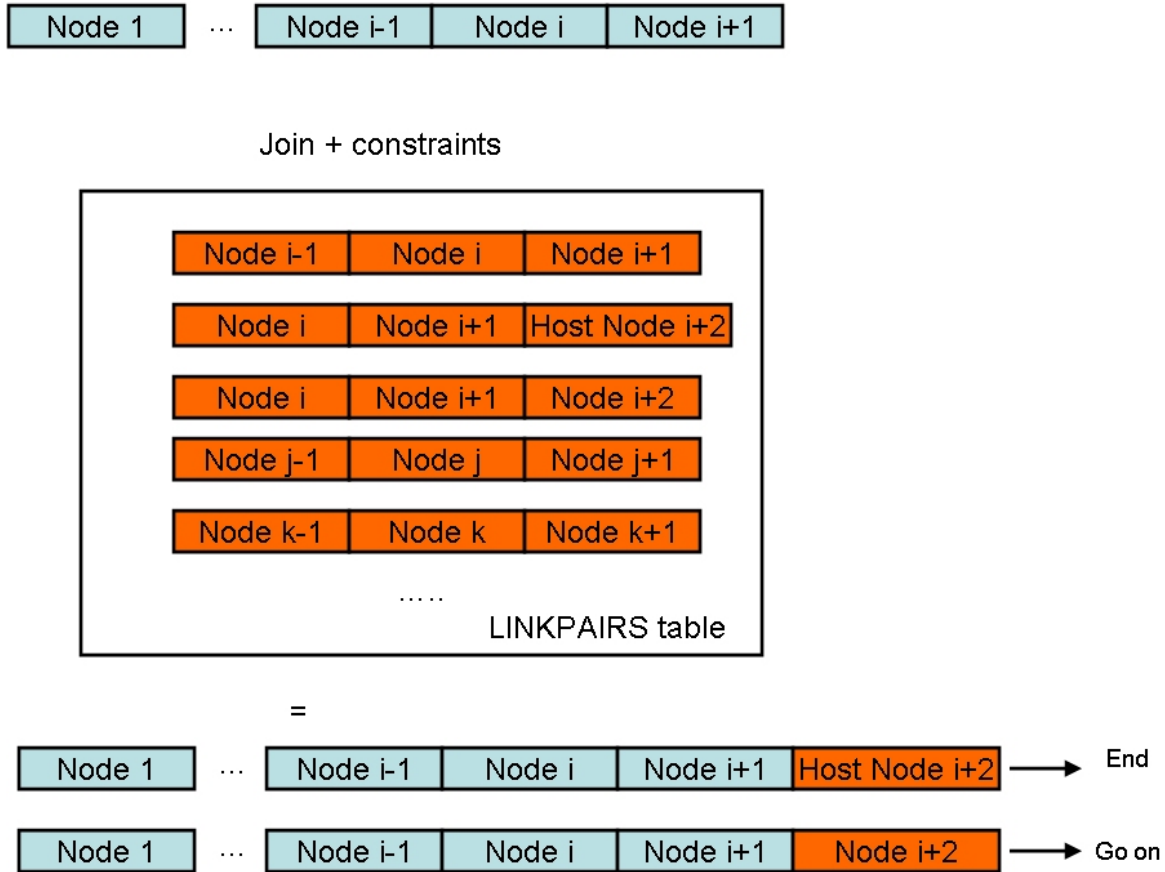 Node 1 ... Node i-1 Node i Node i+1
Join + constraints
Node i-1 Node i Node i+1
Node i Node i+1 Host Node i+2
Node i Node i+1 Node i+2
Node j-1 Node j Node j+1
Node k-1 Node k Node k+1
.....
LINKPAIRS table
=
Node 1 ... Node i-1 Node i Node i+1 Host Node i+2 End
Node 1 ... Node i-1 Node i Node i+1 Node i+2 Go on